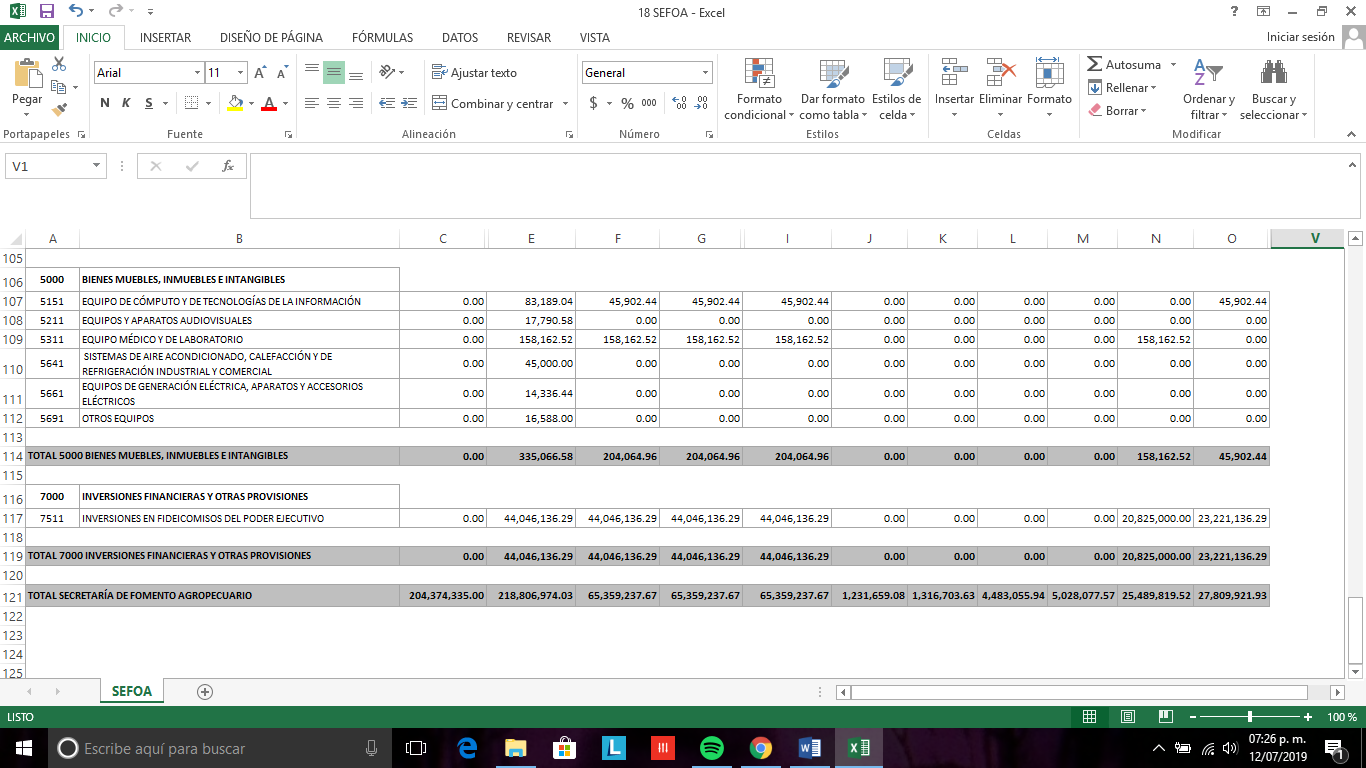 18 SEFOA - Excel
ARCHIVO INICIO INSERTAR DISEÑO DE PÁGINA FÓRMULAS DATOS REVISAR VISTA Iniciar sesión
Arial 11 Ajustar texto General Autosuma
Pegar N K S A Combinar y centrar $ % 000 Formato condicional Dar formato como tabla Estilos de celda Insertar Eliminar Formato Rellenar Borrar Ordenar y filtrar Buscar y seleccionar
Portapapeles Fuente Alineación Número Estilos Celdas Modificar
V1 fx
A B C E F G I J K L M N O V
105
106 5000 BIENES MUEBLES, INMUEBLES E INTANGIBLES
107 5151 EQUIPO DE CÓMPUTO Y DE TECNOLOGÍAS DE LA INFORMACIÓN 0.00 83,189.04 45,902.44 45,902.44 45,902.44 0.00 0.00 0.00 0.00 0.00 45,902.44
108 5211 EQUIPOS Y APARATOS AUDIOVISUALES 0.00 17,790.58 0.00 0.00 0.00 0.00 0.00 0.00 0.00 0.00 0.00
109 5311 EQUIPO MÉDICO Y DE LABORATORIO 0.00 158,162.52 158,162.52 158,162.52 158,162.52 0.00 0.00 0.00 0.00 158,162.52 0.00
110 5641 SISTEMAS DE AIRE ACONDICIONADO, CALEFACCIÓN Y DE
REFRIGERACIÓN INDUSTRIAL Y COMERCIAL 0.00 45,000.00 0.00 0.00 0.00 0.00 0.00 0.00 0.00 0.00 0.00
111 5661 EQUIPOS DE GENERACIÓN ELÉCTRICA, APARATOS Y ACCESORIOS
ELÉCTRICOS 0.00 14,336.44 0.00 0.00 0.00 0.00 0.00 0.00 0.00 0.00 0.00
112 5691 OTROS EQUIPOS 0.00 16,588.00 0.00 0.00 0.00 0.00 0.00 0.00 0.00 0.00 0.00
113
114 TOTAL 5000 BIENES MUEBLES, INMUEBLES E INTANGIBLES 0.00 335,066.58 204,064.96 204,064.96 204,064.96 0.00 0.00 0.00 0.00 158,162.52 45,902.44
115
116 7000 INVERSIONES FINANCIERAS Y OTRAS PROVISIONES
117 7511 INVERSIONES EN FIDEICOMISOS DEL PODER EJECUTIVO 0.00 44,046,136.29 44,046,136.29 44,046,136.29 44,046,136.29 0.00 0.00 0.00 0.00 20,825,000.00 23,221,136.29
118
119 TOTAL 7000 INVERSIONES FINANCIERAS Y OTRAS PROVISIONES 0.00 44,046,136.29 44,046,136.29 44,046,136.29 44,046,136.29 0.00 0.00 0.00 0.00 20,825,000.00 23,221,136.29
120
121 TOTAL SECRETARÍA DE FOMENTO AGROPECUARIO 204,374,335.00 218,806,974.03 65,359,237.67 65,359,237.67 65,359,237.67 1,231,659.08 1,316,703.63 4,483,055.94 5,028,077.57 25,489,819.52 27,809,921.93
122
123
124
125
SEFOA
LISTO 100 %
Escribe aquí para buscar 07:26 p. m.
12/07/2019 1